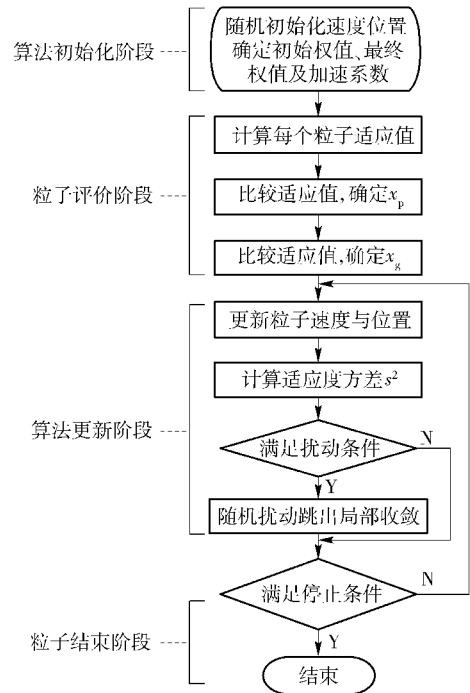 随机初始化速度位置
确定初始权值、最终
权值及加速系数
算法初始化阶段
计算每个粒子适应值
比较适应值,确定xp
粒了评价阶段
比较适应值,确定xg
更新粒子速度与位置
计算适应度方差s²
算法更新阶段
满足扰动条件
N
Y
随机扰动跳出局部收敛
满足停止条件
N
Y
粒子结束阶段
结束